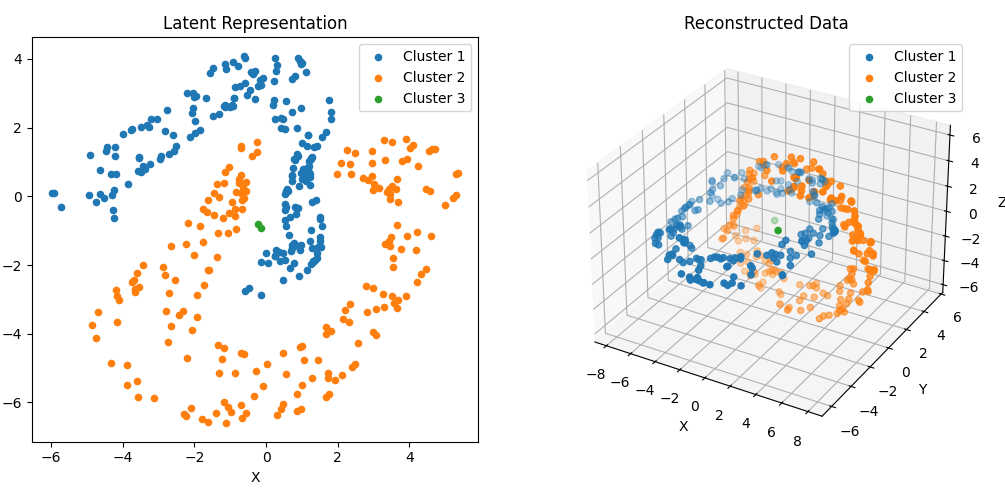 Latent Representation
Cluster 1
Cluster 2
Cluster 3
4
2
0
−2
−4
−6
−6 −4 −2 0 2 4
X
Reconstructed Data
Cluster 1
Cluster 2
Cluster 3
6
4
2
0
−2
−4
−6
Z
−8 −6 −4 −2 0 2 4 6 8
X
−6 −4 −2 0 2 4 6
Y